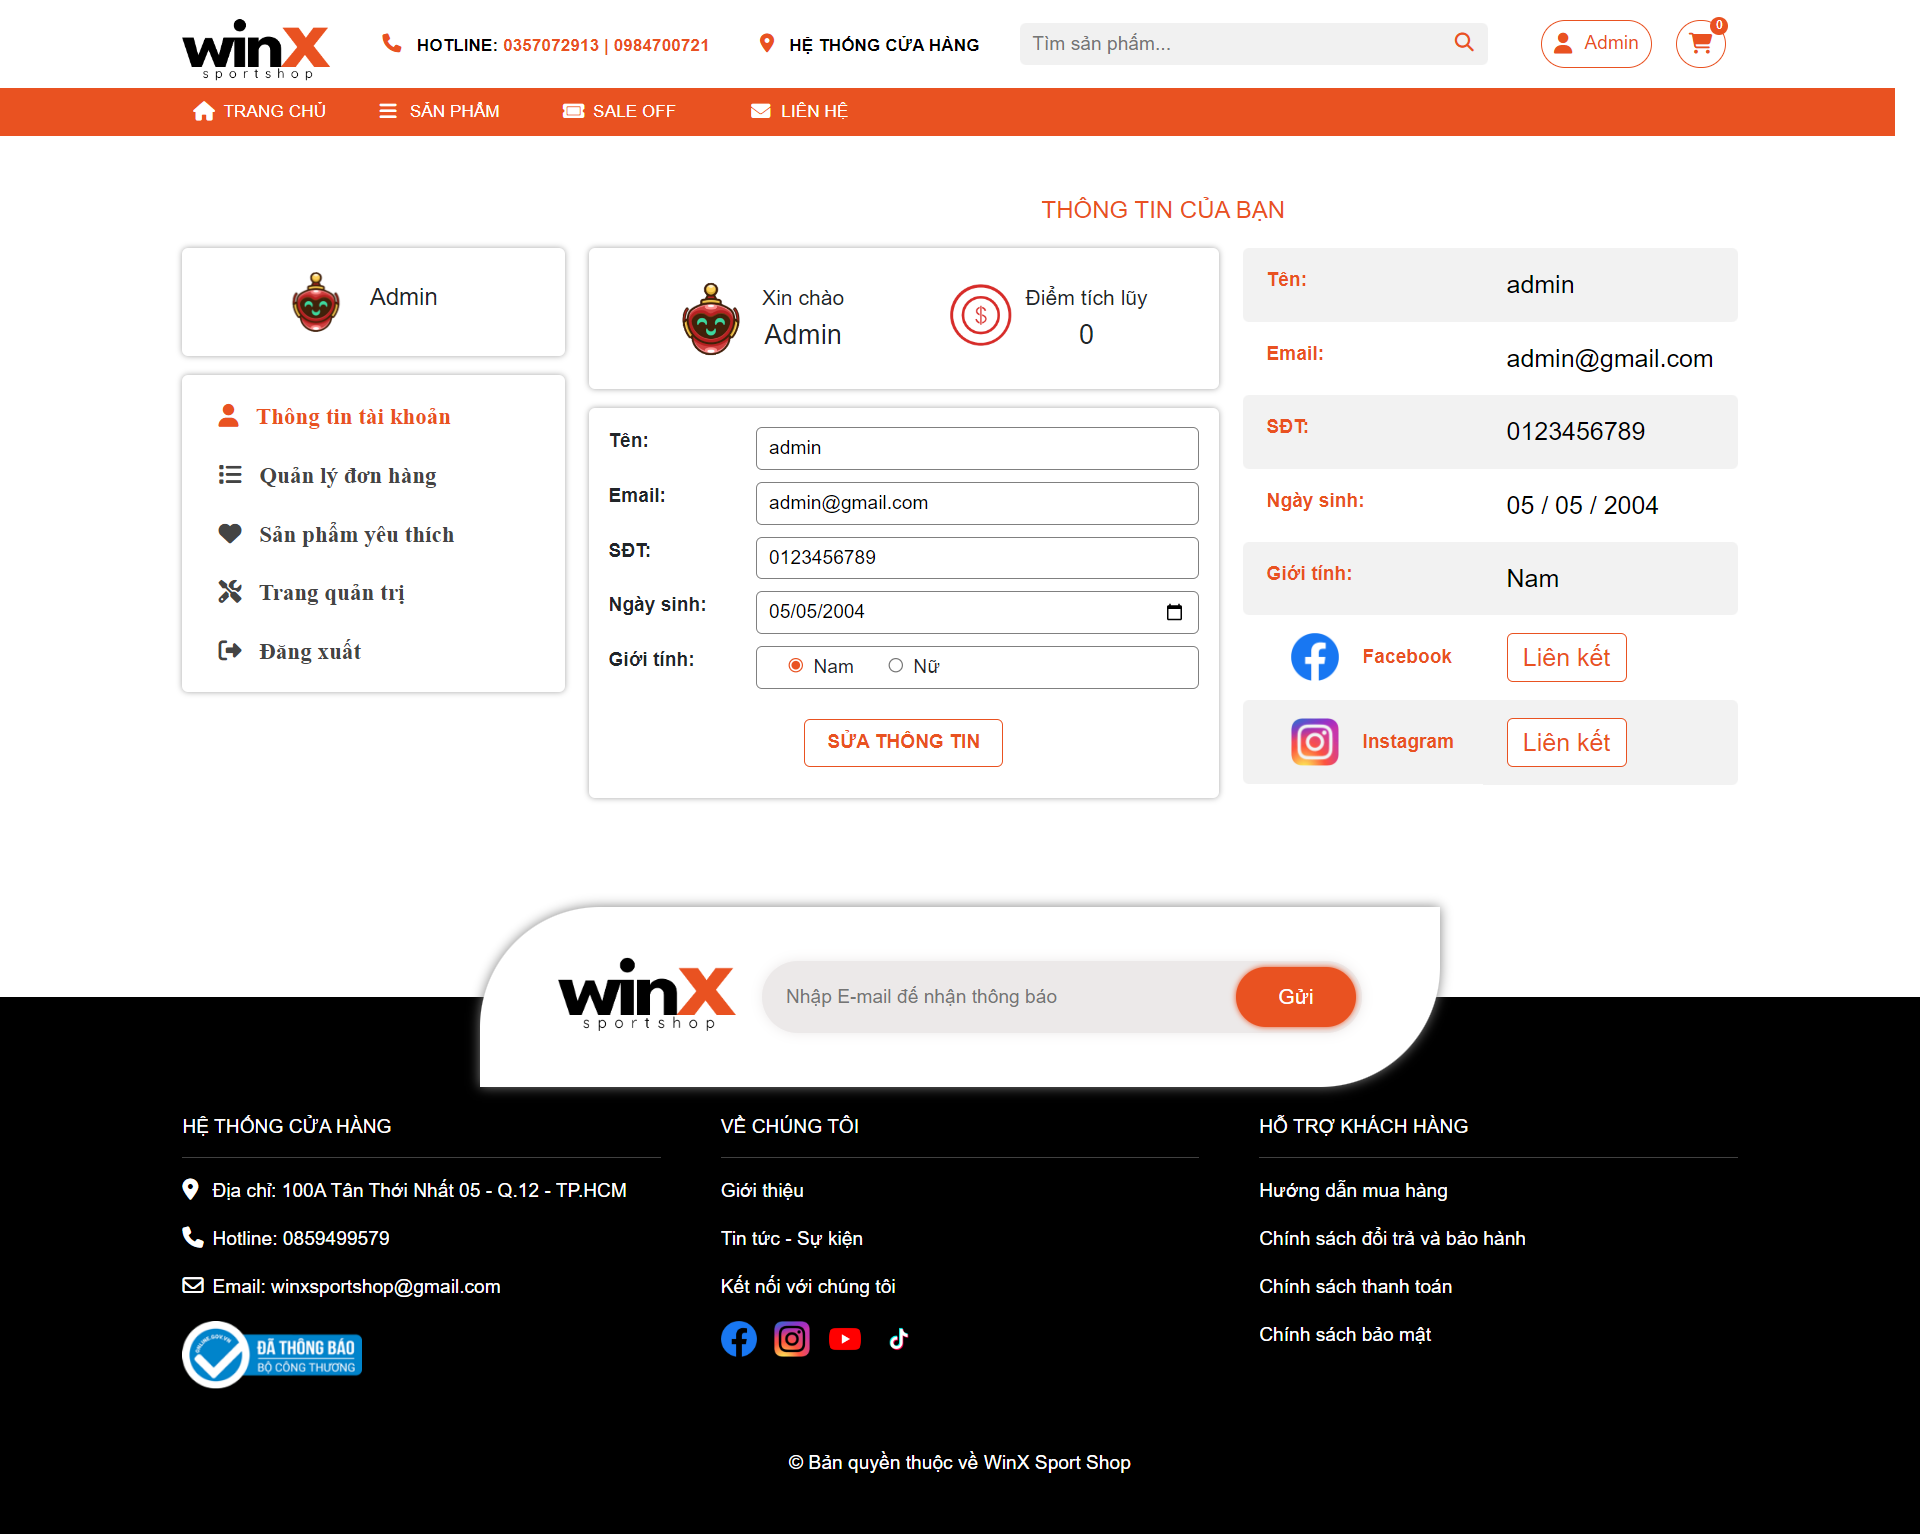 winX
sportshop
HOTLINE: 0357072913 | 0984700721
HỆ THỐNG CỬA HÀNG
Tìm sản phẩm...
Admin
0
TRANG CHỦ
SẢN PHẨM
SALE OFF
LIÊN HỆ
THÔNG TIN CỦA BẠN
Admin
Thông tin tài khoản
Quản lý đơn hàng
Sản phẩm yêu thích
Trang quản trị
Đăng xuất
Xin chào
Admin
$
Điểm tích lũy
0
Tên:
admin
Email:
admin@gmail.com
SĐT:
0123456789
Ngày sinh:
05/05/2004
Giới tính:
Nam
Nữ
SỬA THÔNG TIN
Tên:
admin
Email:
admin@gmail.com
SĐT:
0123456789
Ngày sinh:
05 / 05 / 2004
Giới tính:
Nam
Facebook
Liên kết
Instagram
Liên kết
winX
sportshop
Nhập E-mail để nhận thông báo
Gửi
HỆ THỐNG CỬA HÀNG
Địa chỉ: 100A Tân Thới Nhất 05 - Q.12 - TP.HCM
Hotline: 0859499579
Email: winxsportshop@gmail.com
ONLINE.GOV.VN
ĐÃ THÔNG BÁO
BỘ CÔNG THƯƠNG
VỀ CHÚNG TÔI
Giới thiệu
Tin tức - Sự kiện
Kết nối với chúng tôi
HỖ TRỢ KHÁCH HÀNG
Hướng dẫn mua hàng
Chính sách đổi trả và bảo hành
Chính sách thanh toán
Chính sách bảo mật
© Bản quyền thuộc về WinX Sport Shop